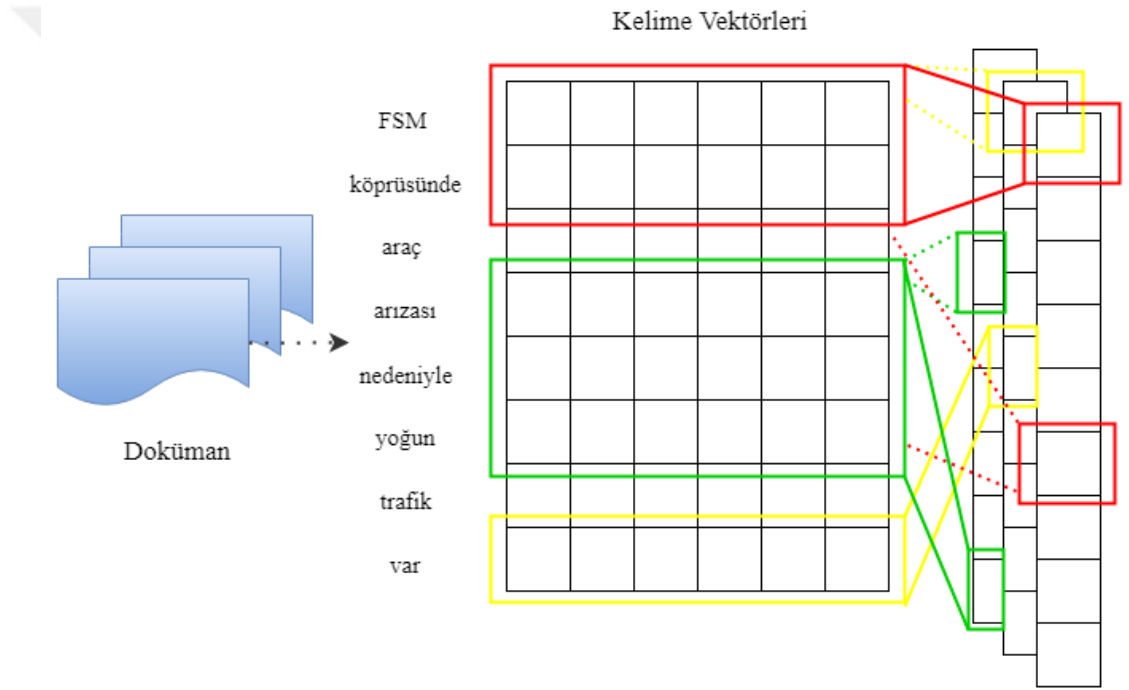 Kelime Vektörleri
FSM
köprüsünde
araç
arızası
nedeniyle
yoğun
trafik
var
Doküman